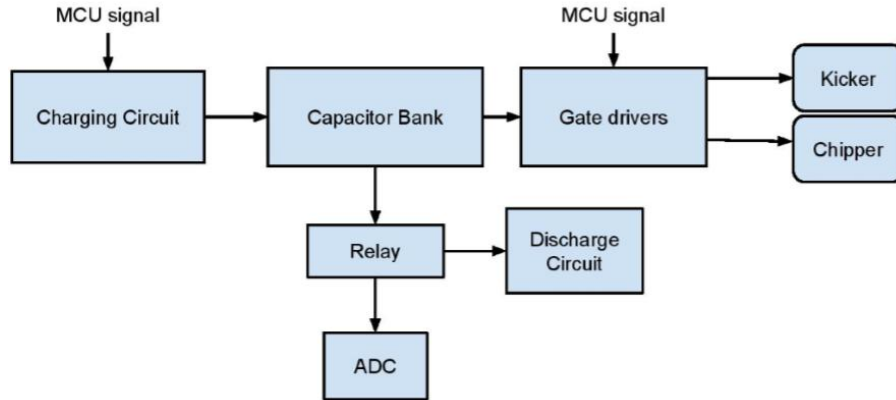 MCU signal
MCU signal
Charging Circuit
Capacitor Bank
Gate drivers
Kicker
Chipper
Relay
Discharge
Circuit
ADC